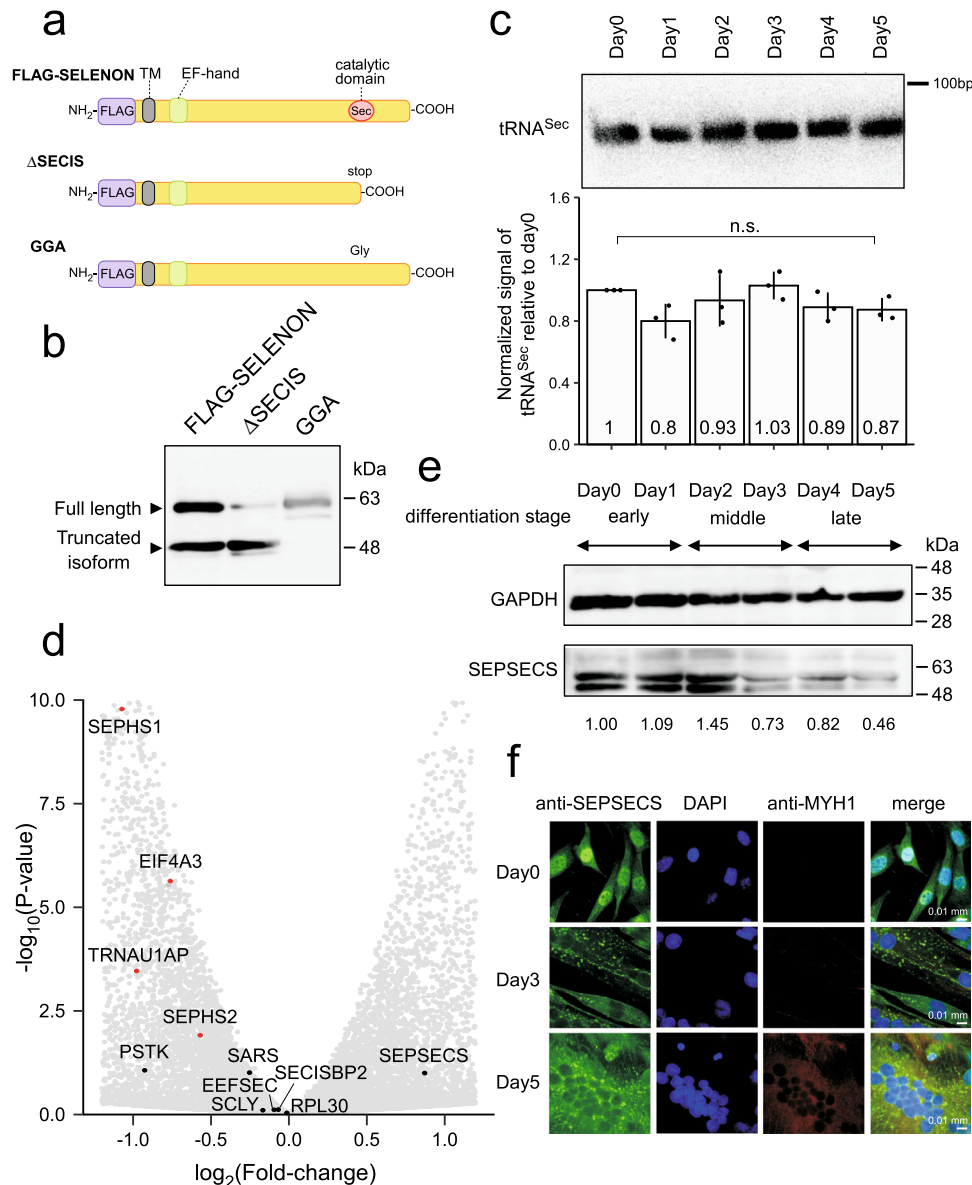 a
FLAG-SELENON
TM
EF-hand
catalytic
domain
NH2- FLAG Sec -COOH
ΔSECIS
stop
NH2- FLAG -COOH
GGA
Gly
NH2- FLAG -COOH
b
FLAG-SELENON
ΔSECIS
GGA
kDa
Full length
63
Truncated
isoform
48
c
Day0 Day1 Day2 Day3 Day4 Day5
100bp
tRNASec
Normalized signal of
tRNASec relative to day0
1.6
1.2
0.8
0.4
0.0
n.s.
1 0.8 0.93 1.03 0.89 0.87
d
-log10(P-value)
10.0
7.5
5.0
2.5
0.0
SEPHS1
EIF4A3
TRNAU1AP
SEPHS2
PSTK
SARS
SEPSECS
EEFSEC
SECISBP2
SCLY
RPL30
-1.0 -0.5 0.0 0.5 1.0
log2(Fold-change)
e
Day0 Day1 Day2 Day3 Day4 Day5
differentiation stage early middle late
kDa
48
GAPDH
35
28
SEPSECS
63
48
1.00 1.09 1.45 0.73 0.82 0.46
f
anti-SEPSECS DAPI anti-MYH1 merge
Day0
0.01 mm
Day3
0.01 mm
Day5
0.01 mm